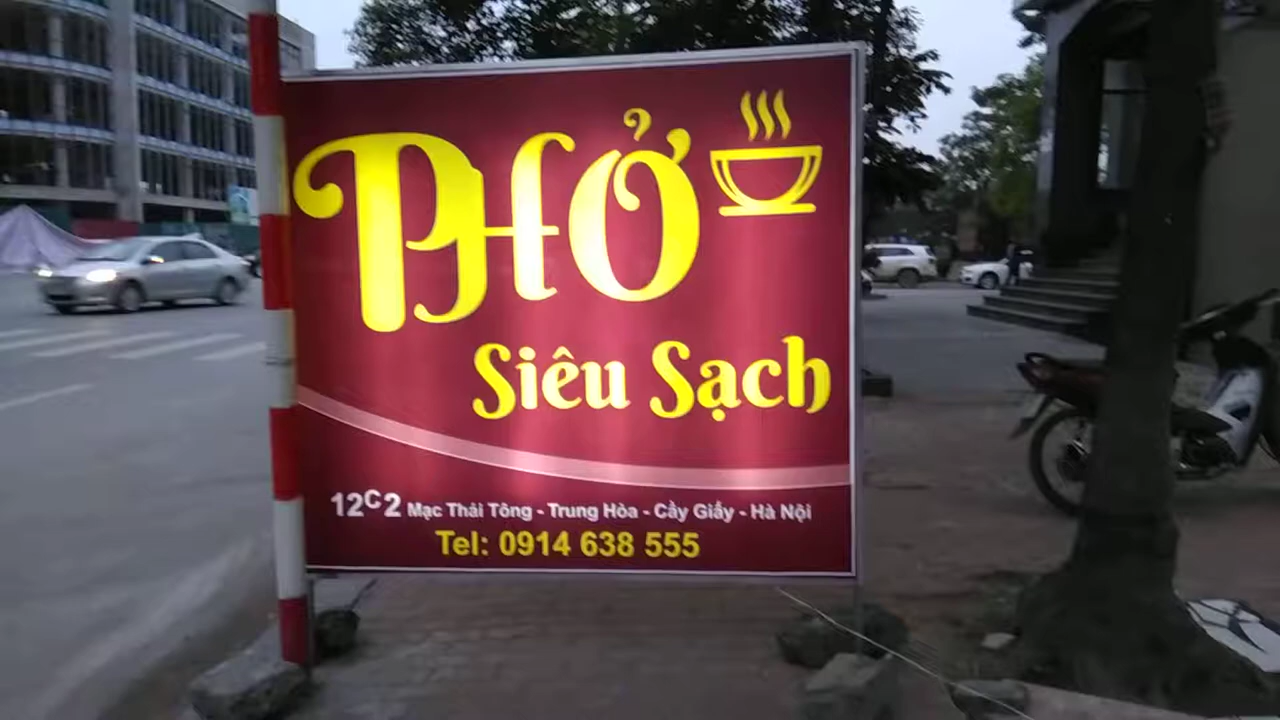 PHỞ
Siêu Sạch
12C2 Mạc Thái Tông - Trung Hòa - Cầy Giấy - Hà Nội
Tel: 0914 638 555